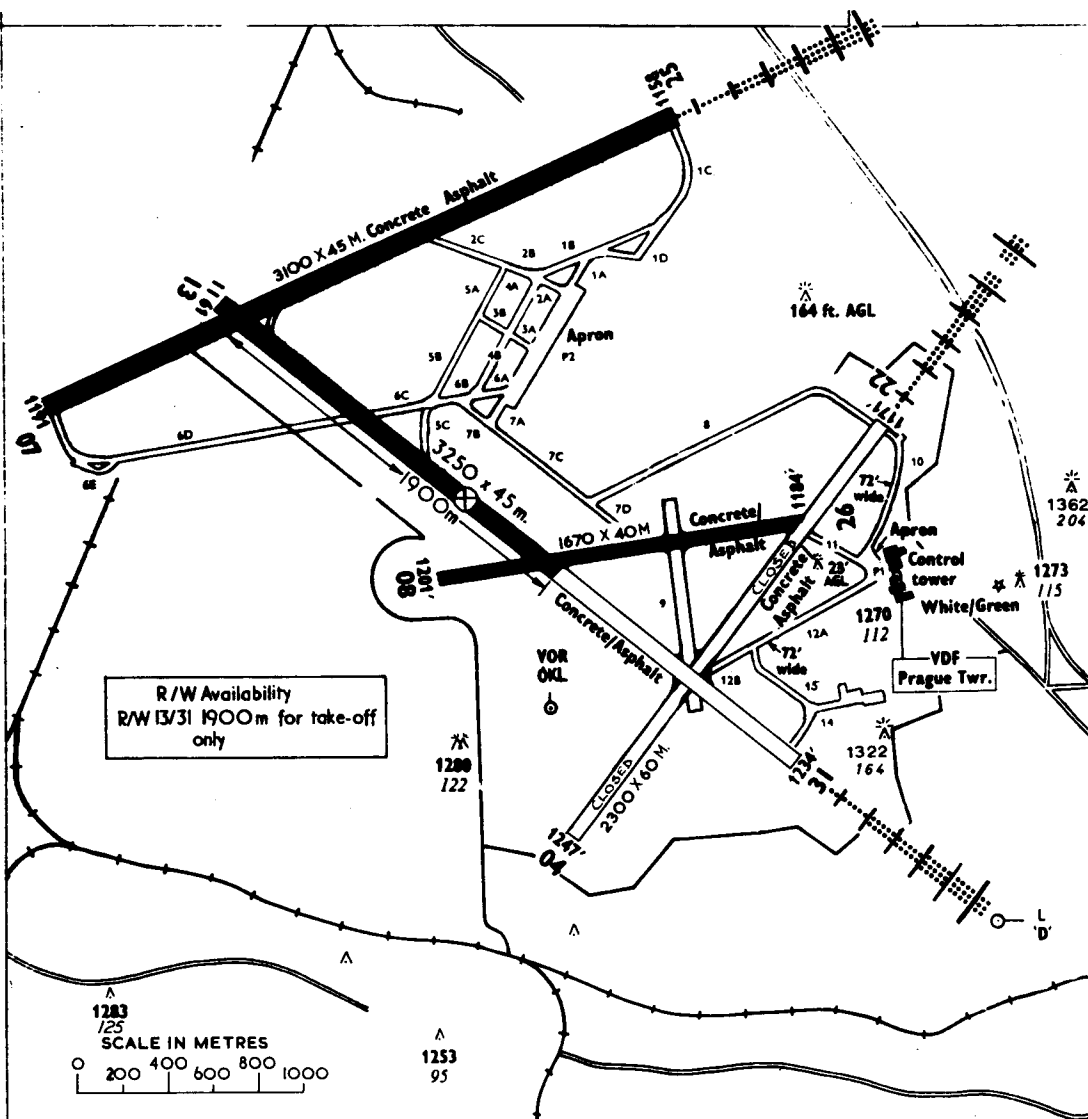 25
1158
1C
3100 X 45 M. Concrete Asphalt
2C
2B
1B
1D
1A
13
1161
5A
4A
2A
3B
3A
164 ft. AGL
Apron
P2
5B
4B
6B
6A
22
1171'
6C
07
6D
5C
7B
7A
8
6E
3250 x 45 m.
7C
10
1900m
1184'
72'
wide
26
1362
204
7D
1670 X 40 M
Concrete/
Asphalt
Apron
CLOSED
11
1201'
08
Concrete
Asphalt
28'
AGL
P1
Control
tower
1273
115
White/Green
9
Concrete/Asphalt
1270
112
12A
VOR
OKL
72'
wide
VDF
Prague Twr.
12B
15
R/W Availability
R/W 13/31 1900m for take-off
only
14
1280
122
1322
164
1234'
31
CLOSED
2300 X 60 M.
1247'
04
L
'D'
1283
125
SCALE IN METRES
0 200 400 600 800 1000
1253
95